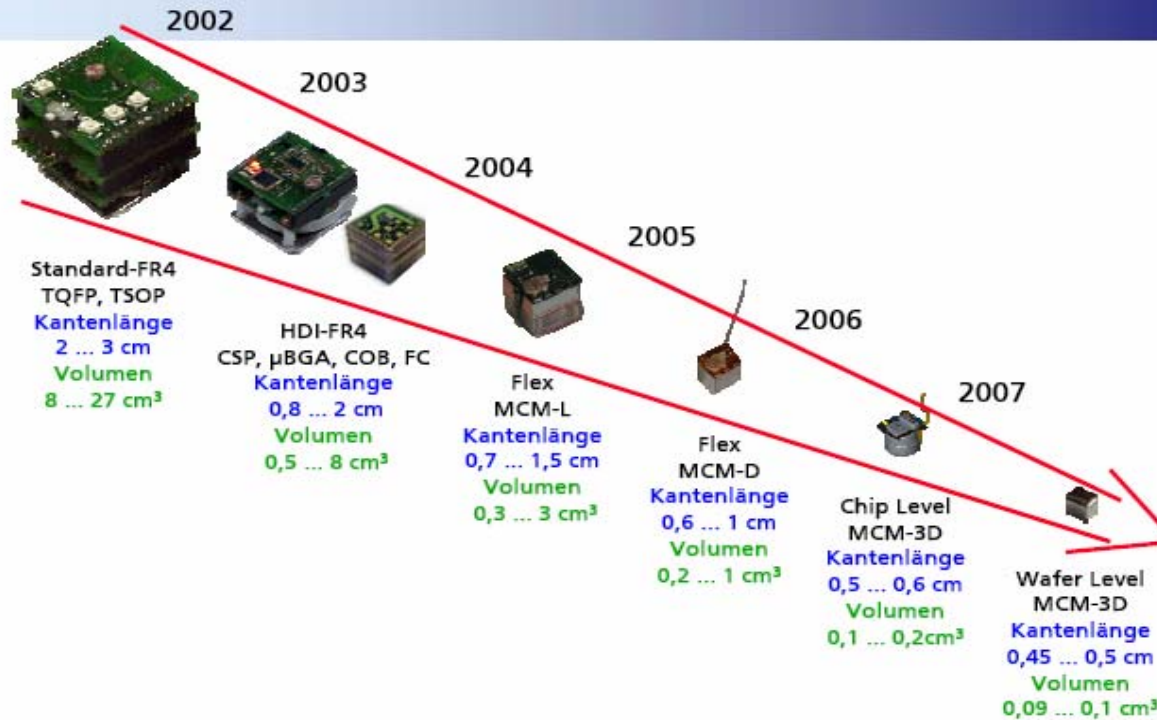 2002
2003
2004
2005
2006
2007
Standard-FR4
TQFP, TSOP
Kantenlänge
2 ... 3 cm
Volumen
8 ... 27 cm³
HDI-FR4
CSP, µBGA, COB, FC
Kantenlänge
0,8 ... 2 cm
Volumen
0,5 ... 8 cm³
Flex
MCM-L
Kantenlänge
0,7 ... 1,5 cm
Volumen
0,3 ... 3 cm³
Flex
MCM-D
Kantenlänge
0,6 ... 1 cm
Volumen
0,2 ... 1 cm³
Chip Level
MCM-3D
Kantenlänge
0,5 ... 0,6 cm
Volumen
0,1 ... 0,2cm³
Wafer Level
MCM-3D
Kantenlänge
0,45 ... 0,5 cm
Volumen
0,09 ... 0,1 cm³